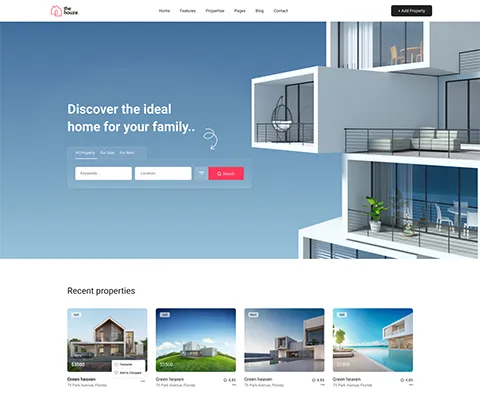 the
houze.
Home Features Properties Pages Blog Contact
+ Add Property
Discover the ideal
home for your family..
All Property For Sale For Rent
Keywords Location Search
Recent properties
Sell
Sell
Rent
Sell
$3500
$3500
$3500
Favourite
Add to Compare
Green heaven
75 Park Avenue, Florida
Green heaven 4.85
75 Park Avenue, Florida
Green heaven 4.85
75 Park Avenue, Florida
Green heaven 4.85
75 Park Avenue, Florida